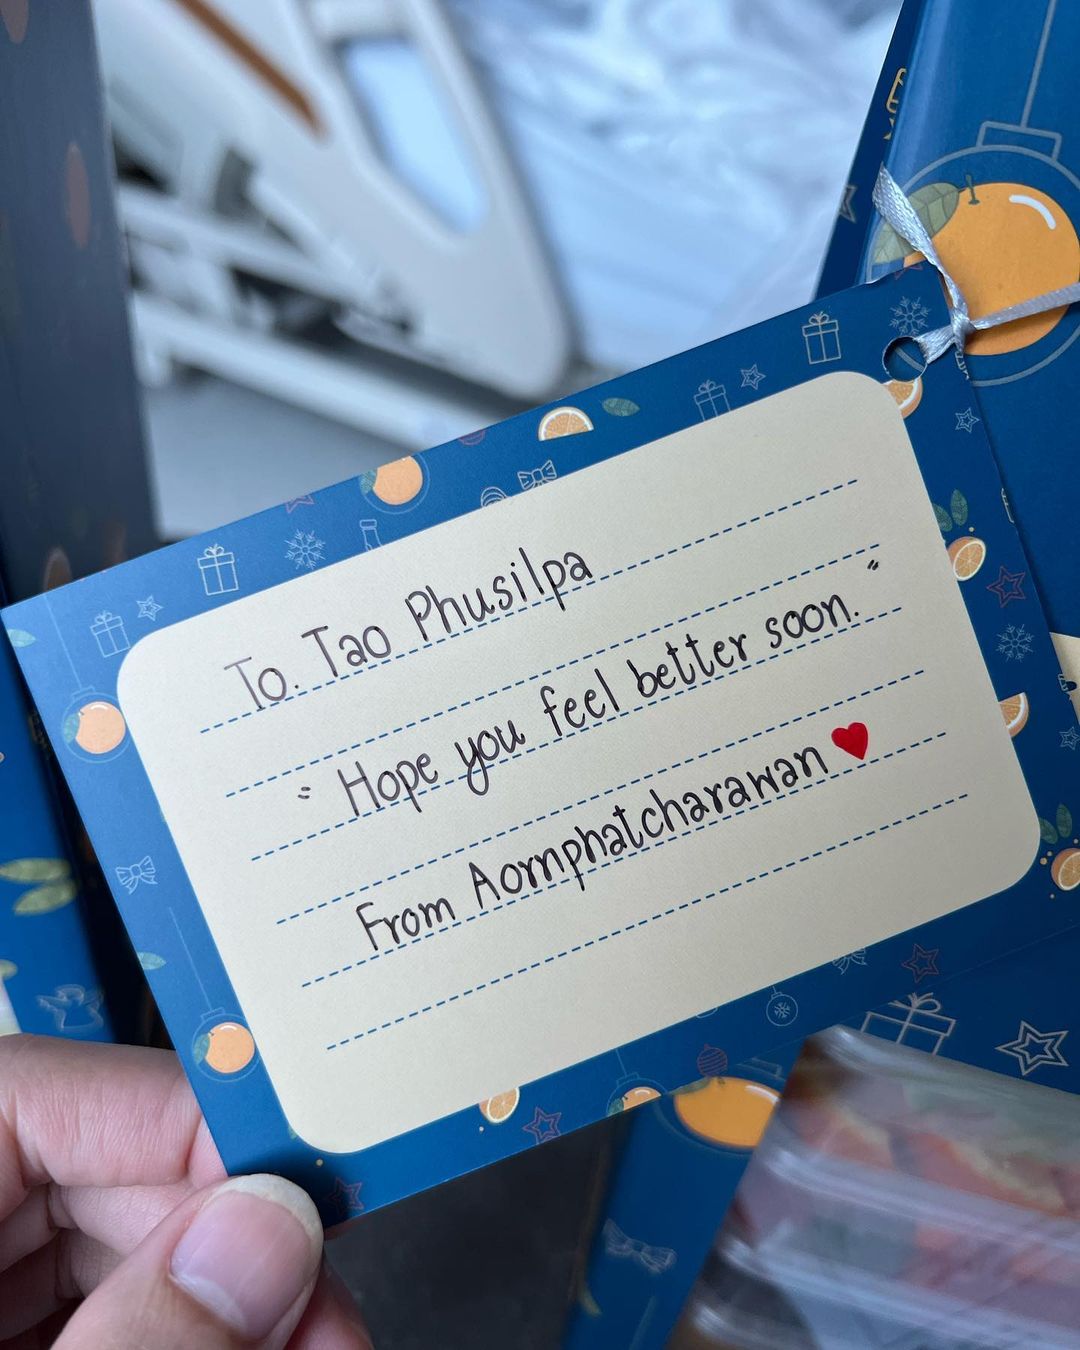 To. Tao Phusilpa
" Hope you feel better soon. "
From Aornphatcharawan ❤